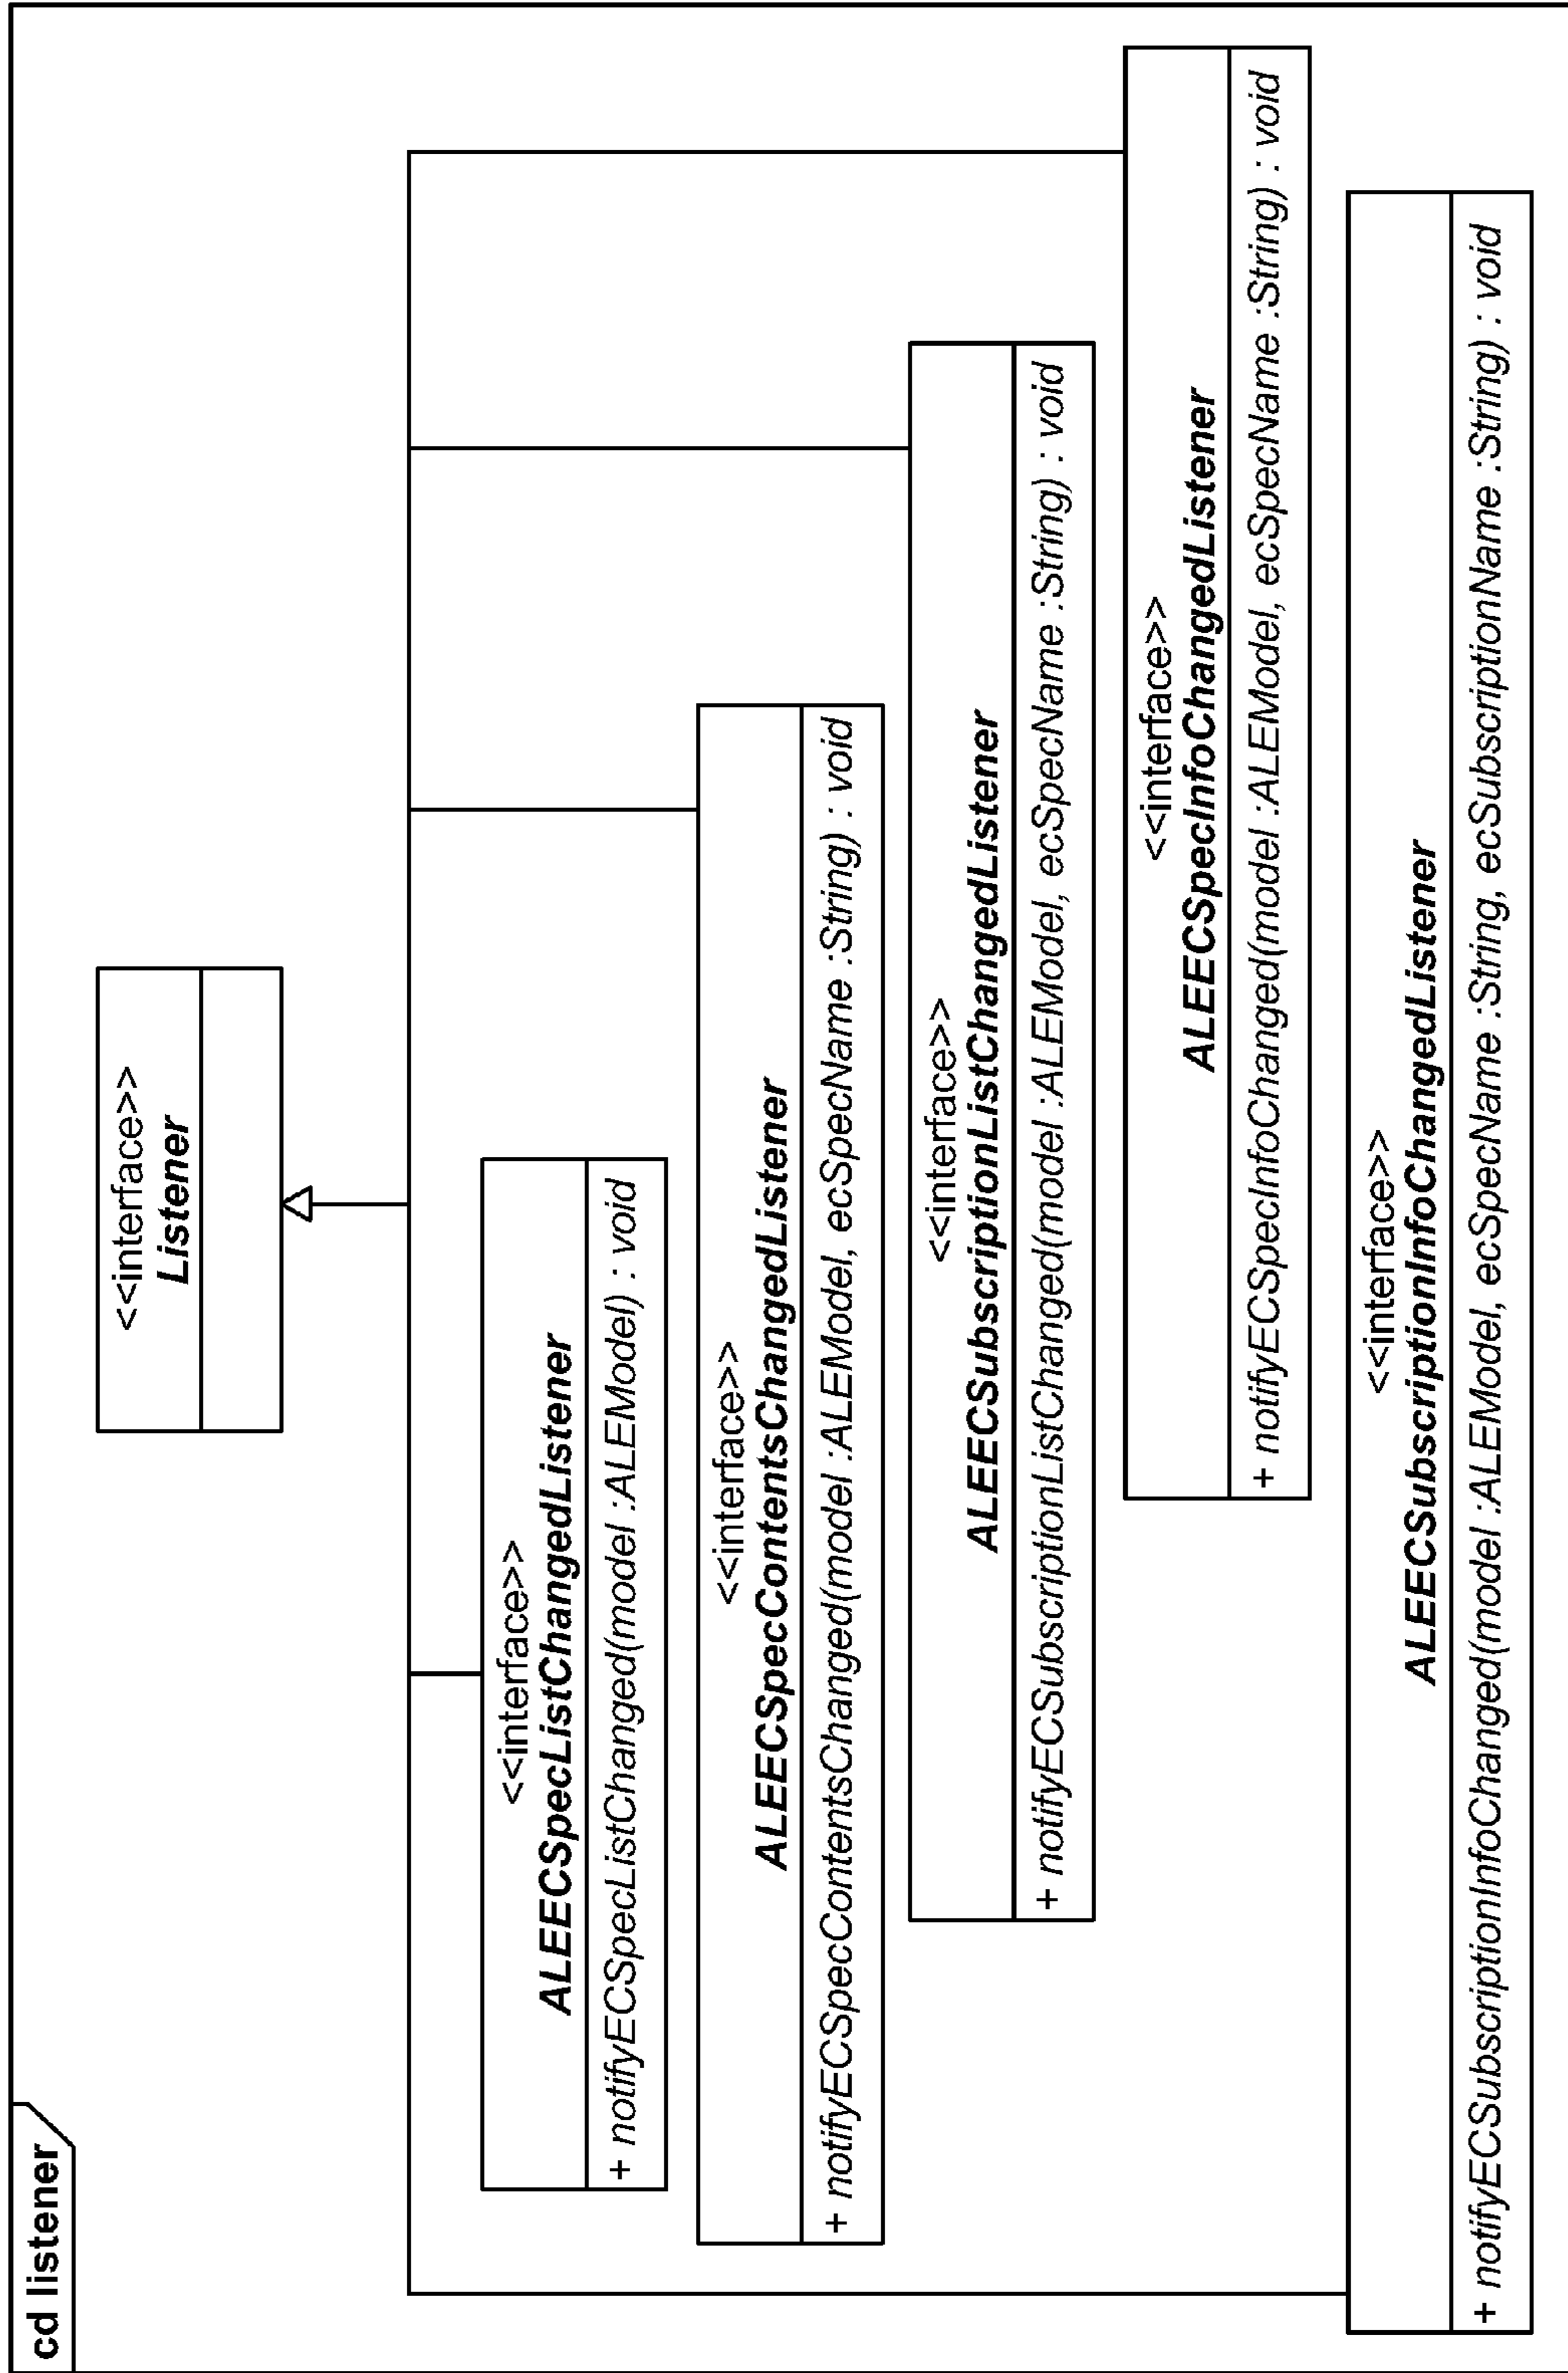 cd listener
<<interface>>
Listener
<<interface>>
ALEECSpecListChangedListener
+ notifyECSpecListChanged(model :ALEModel) : void
<<interface>>
ALEECSpecContentsChangedListener
+ notifyECSpecContentsChanged(model :ALEModel, ecSpecName :String) : void
<<interface>>
ALEECSubscriptionListChangedListener
+ notifyECSubscriptionListChanged(model :ALEModel, ecSpecName :String) : void
<<interface>>
ALEECSpecInfoChangedListener
+ notifyECSpecInfoChanged(model :ALEModel, ecSpecName :String) : void
<<interface>>
ALEECSubscriptionInfoChangedListener
+ notifyECSubscriptionInfoChanged(model :ALEModel, ecSpecName :String, ecSubscriptionName :String) : void